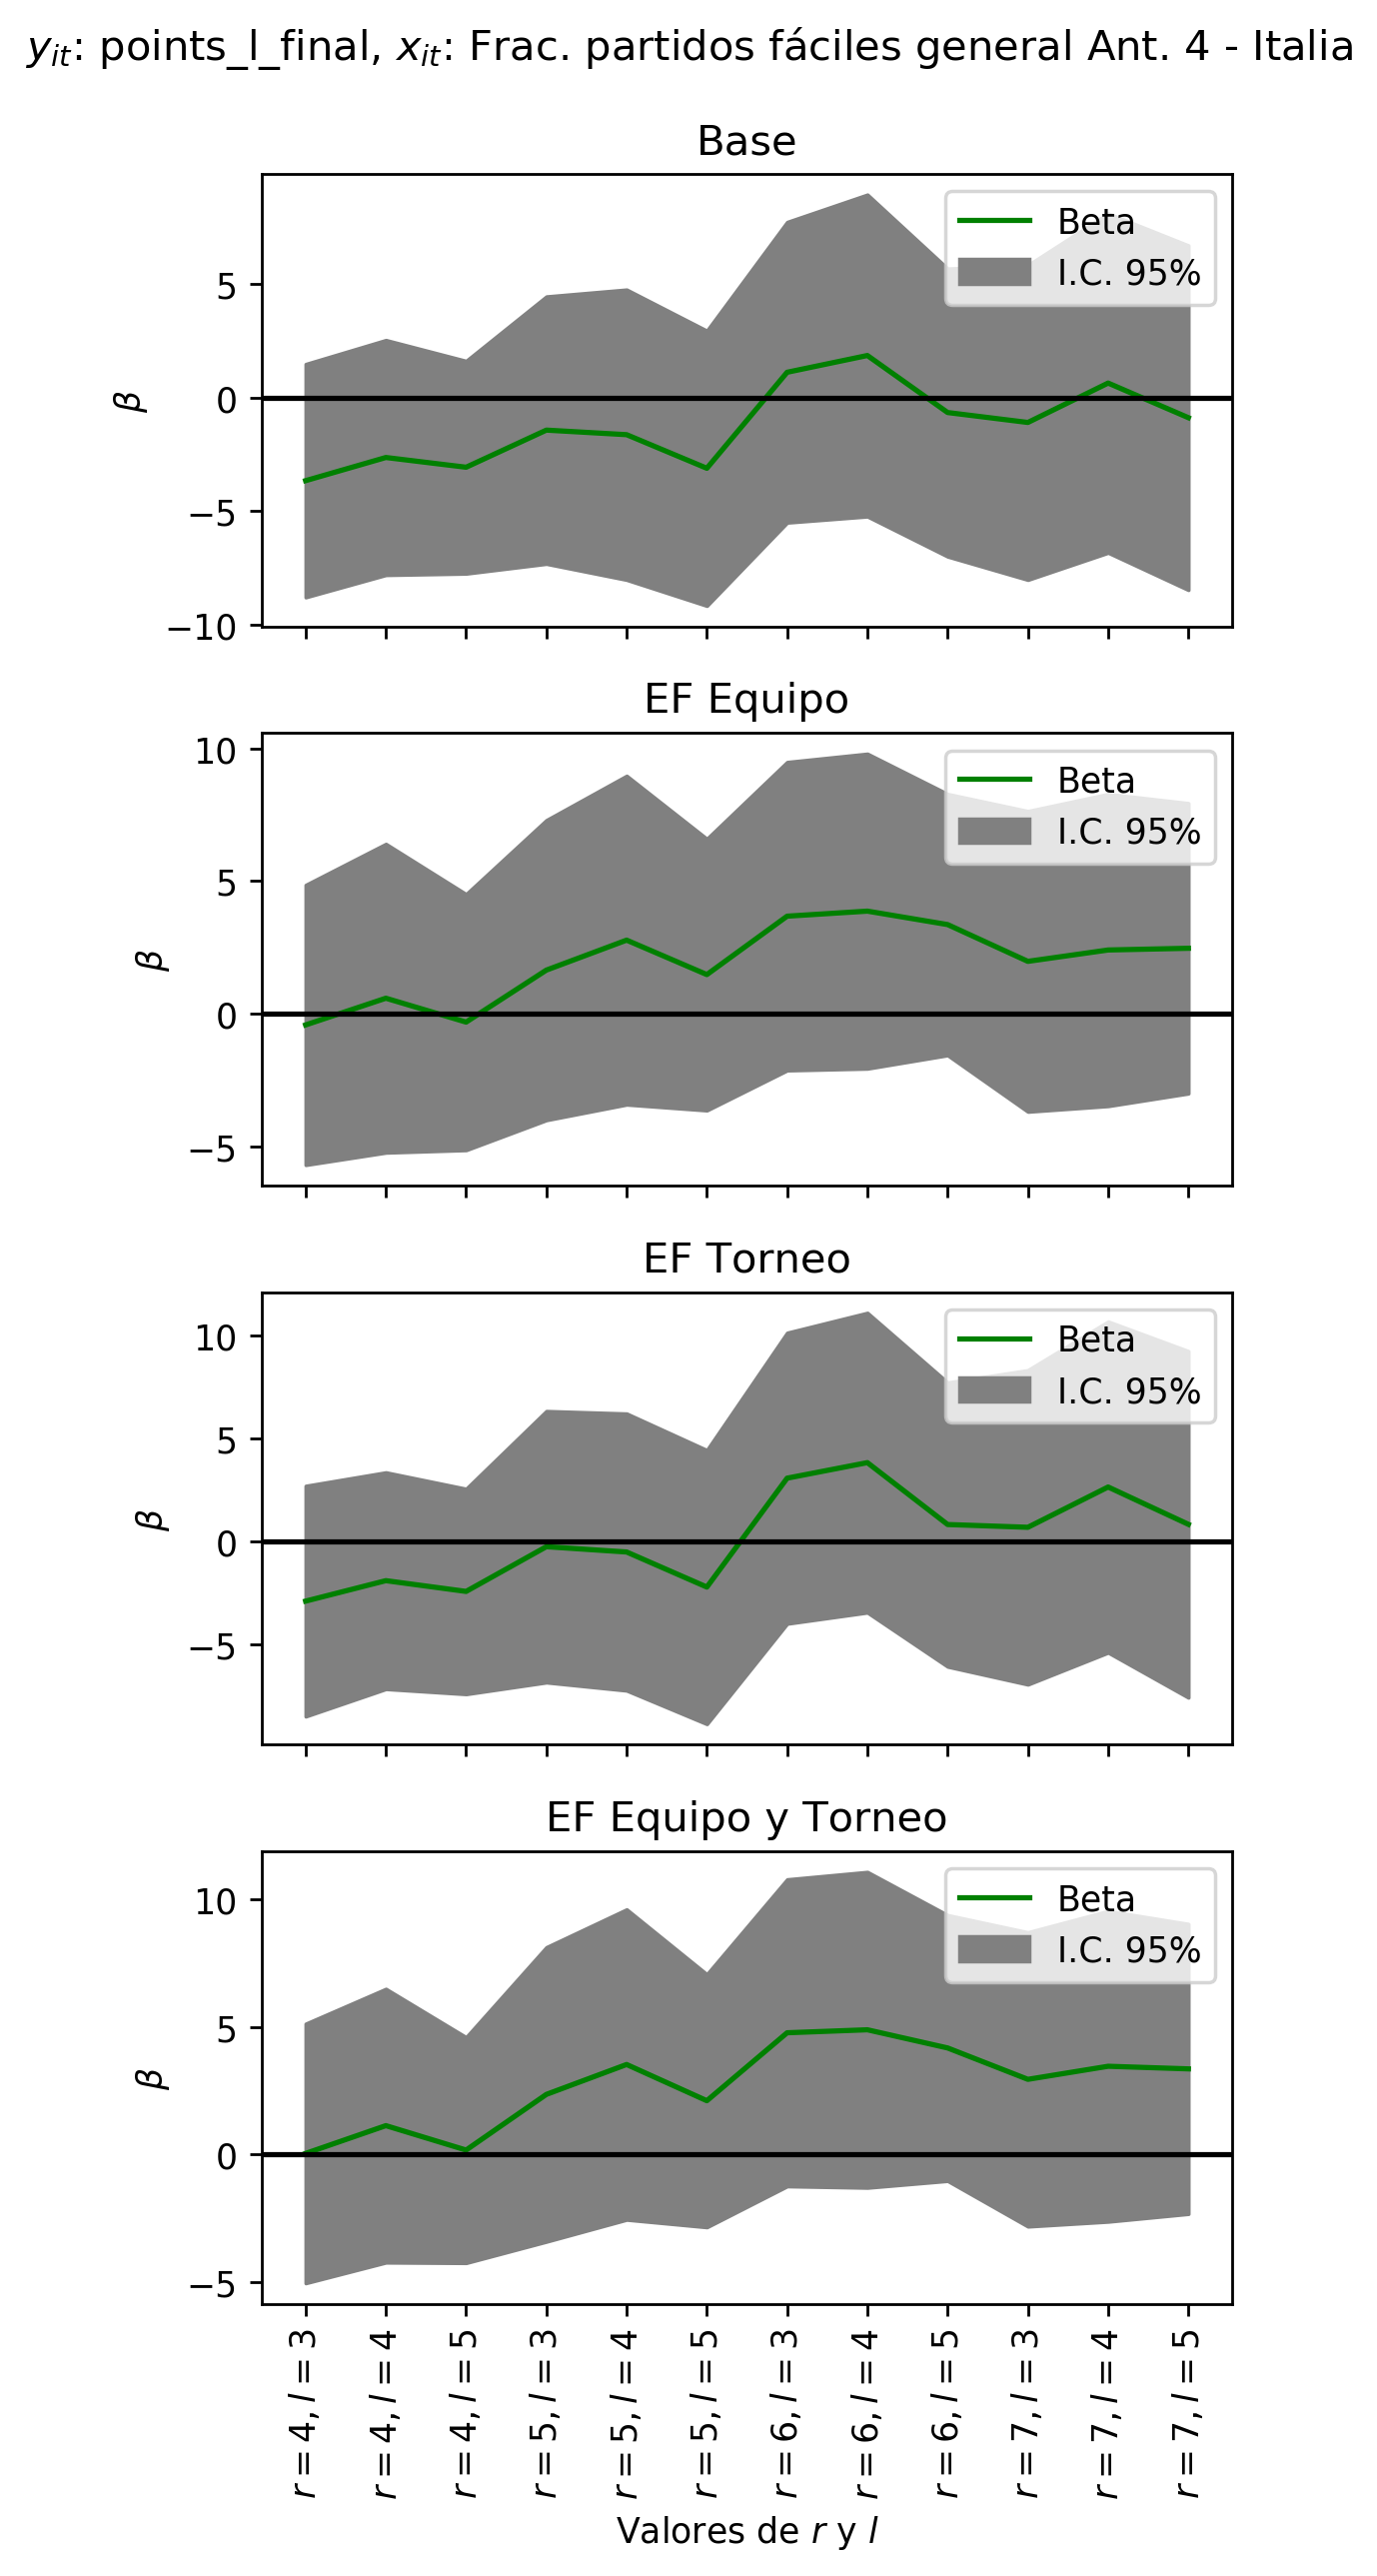 y_it: points_l_final, x_it: Frac. partidos fáciles general Ant. 4 - Italia
Base
Beta
I.C. 95%
5
0
−5
−10
β
EF Equipo
Beta
I.C. 95%
10
5
0
−5
β
EF Torneo
Beta
I.C. 95%
10
5
0
−5
β
EF Equipo y Torneo
Beta
I.C. 95%
10
5
0
−5
β
r = 4, l = 3
r = 4, l = 4
r = 4, l = 5
r = 5, l = 3
r = 5, l = 4
r = 5, l = 5
r = 6, l = 3
r = 6, l = 4
r = 6, l = 5
r = 7, l = 3
r = 7, l = 4
r = 7, l = 5
Valores de r y l